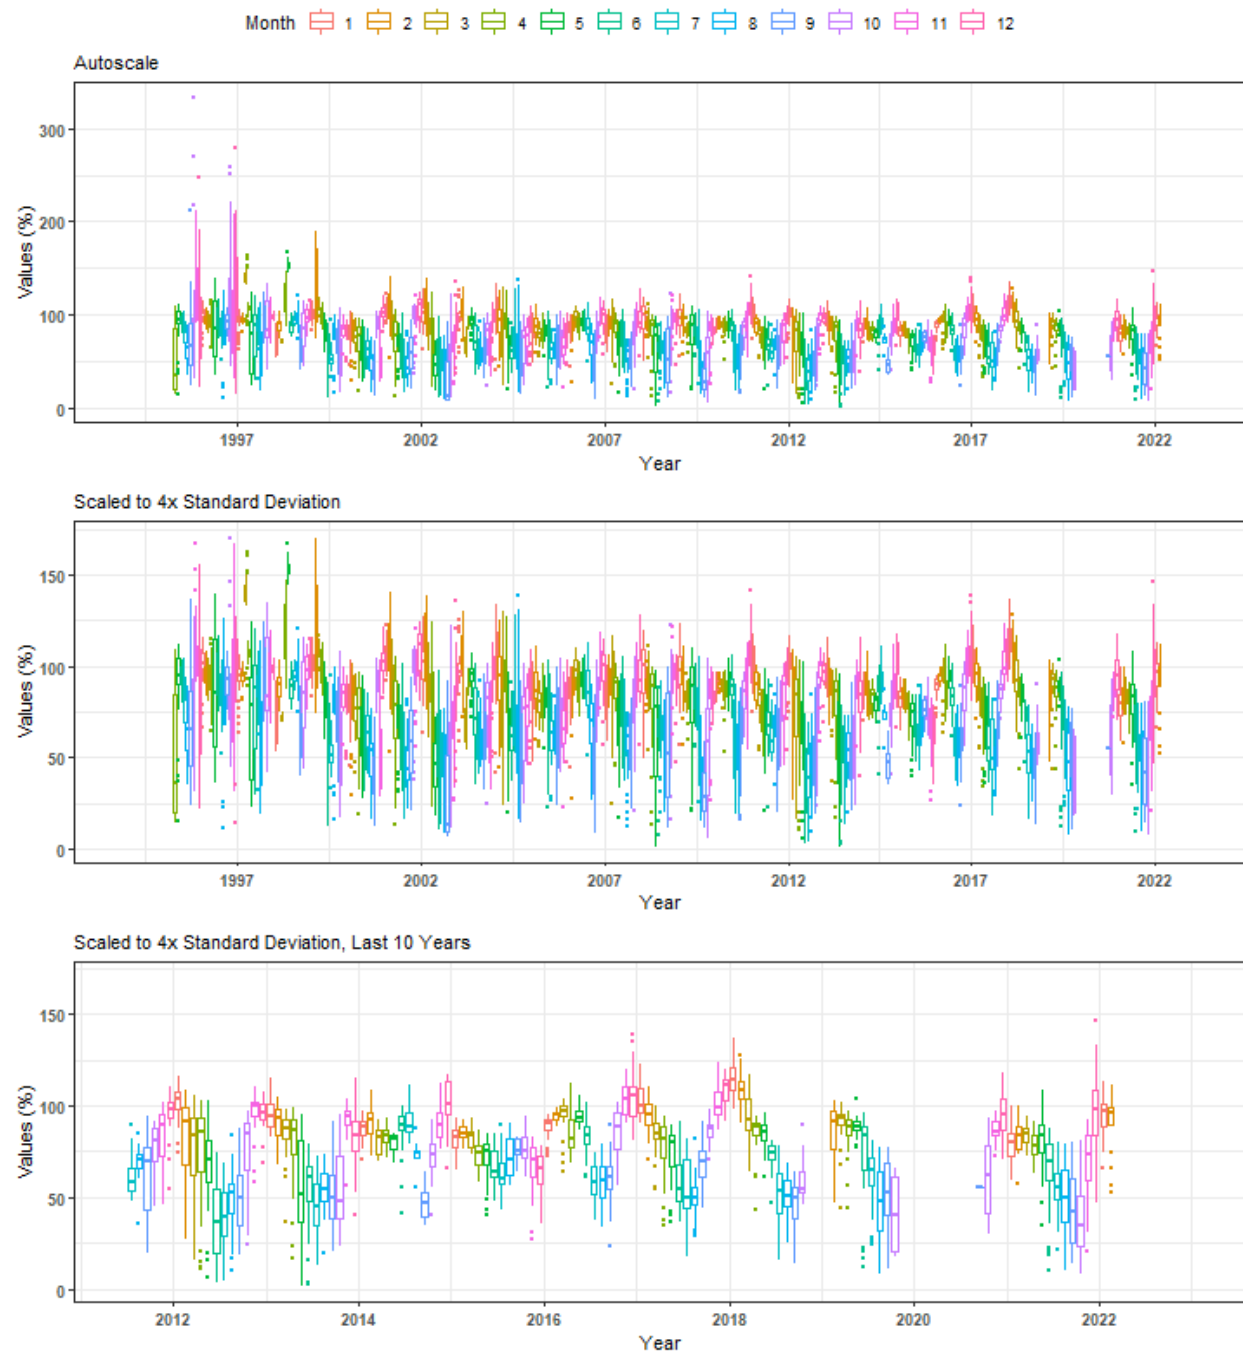 Month 1 2 3 4 5 6 7 8 9 10 11 12
Autoscale
Values (%)
300
200
100
0
1997 2002 2007 2012 2017 2022
Year
Scaled to 4x Standard Deviation
Values (%)
150
100
50
0
1997 2002 2007 2012 2017 2022
Year
Scaled to 4x Standard Deviation, Last 10 Years
Values (%)
150
100
50
0
2012 2014 2016 2018 2020 2022
Year